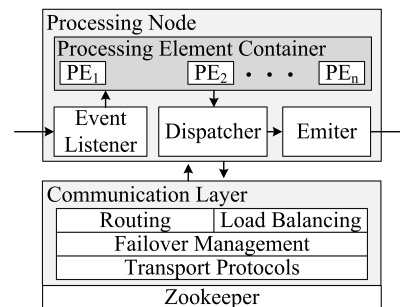 Processing Node
Processing Element Container
PE1 PE2 · · · PEn
Event
Listener
Dispatcher
Emiter
Communication Layer
Routing
Load Balancing
Failover Management
Transport Protocols
Zookeeper